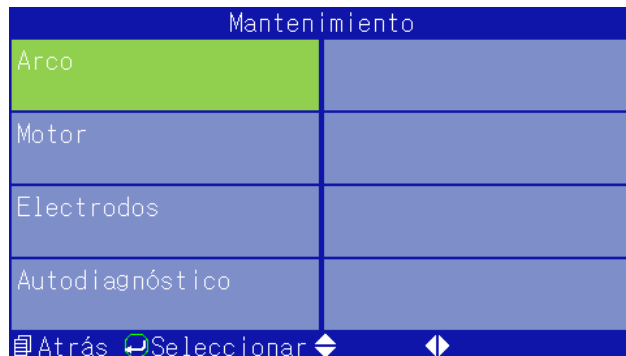 Mantenimiento
Arco
Motor
Electrodos
Autodiagnóstico
Atrás Seleccionar